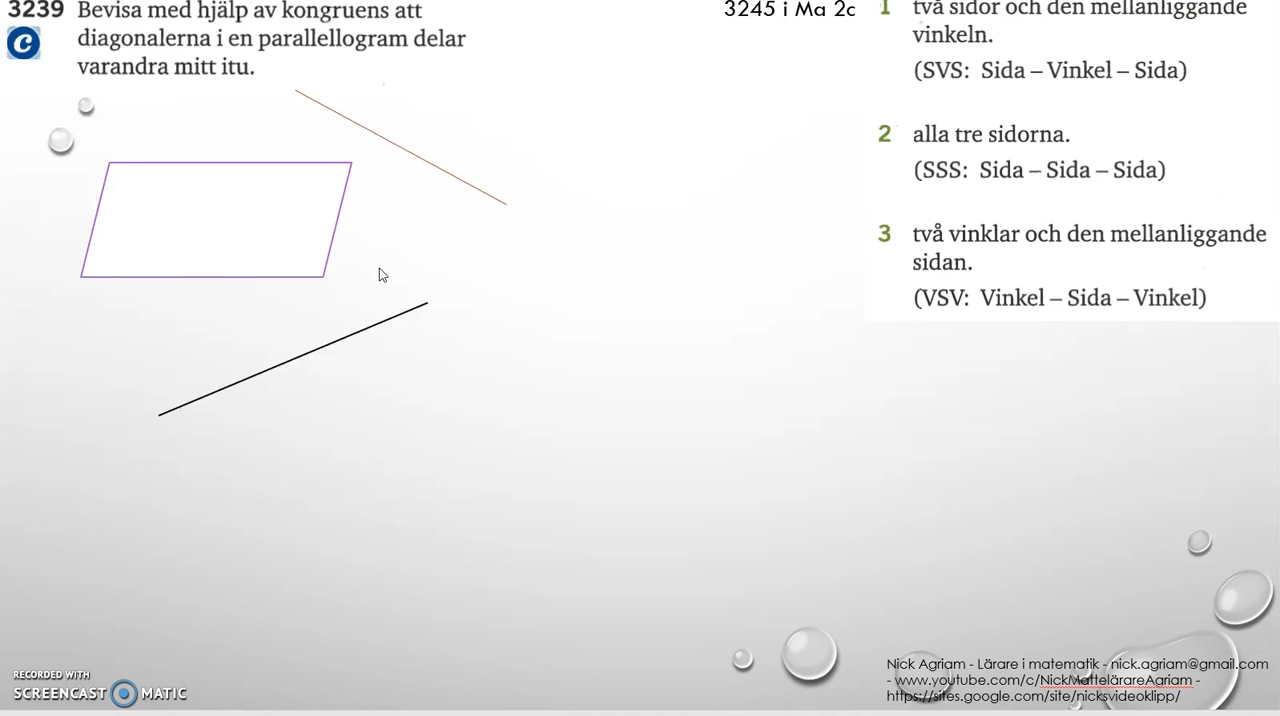 3239 Bevisa med hjälp av kongruens att
C diagonalerna i en parallellogram delar
varandra mitt itu.
3245 i Ma 2c
1 två sidor och den mellanliggande
vinkeln.
(SVS: Sida – Vinkel – Sida)
2 alla tre sidorna.
(SSS: Sida – Sida – Sida)
3 två vinklar och den mellanliggande
sidan.
(VSV: Vinkel – Sida – Vinkel)
RECORDED WITH
SCREENCAST MATIC
Nick Agriam - Lärare i matematik - nick.agriam@gmail.com
- www.youtube.com/c/NickMattelärareAgriam -
https://sites.google.com/site/nicksvideoklipp/